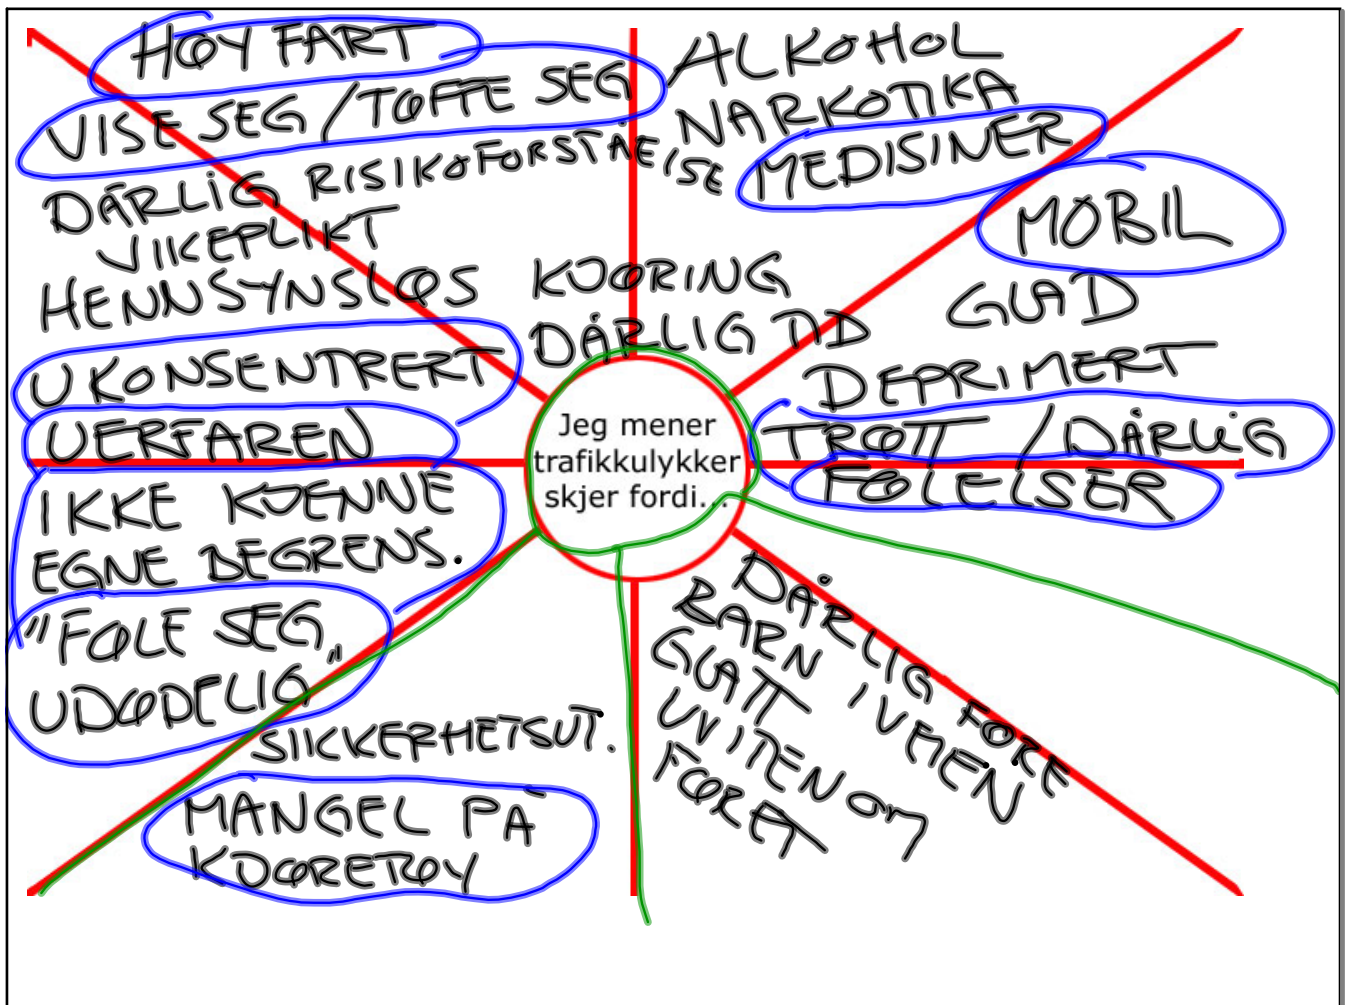 HØY FART
VISE SEG / TØFFE SEG
DÅRLIG RISIKOFORSTÅELSE
VIKEPLIKT
HENNSYNSLØS KJØRING
UKONSENTRERT
UERFAREN
IKKE KJENNE
EGNE BEGRENS.
"FØLE SEG
UDØDELIG"
SIKKERHETSUT.
MANGEL PÅ
KJØRETØY
ALKOHOL
NARKOTIKA
MEDISINER
MOBIL
DÅRLIG TID
GLAD
DEPRIMERT
TRØTT / DÅRLIG
FØLELSER
Jeg mener
trafikkulykker
skjer fordi...
DÅRLIG FØRE
BARN I VEIEN
GLATT
UVITEN OM
FØRET